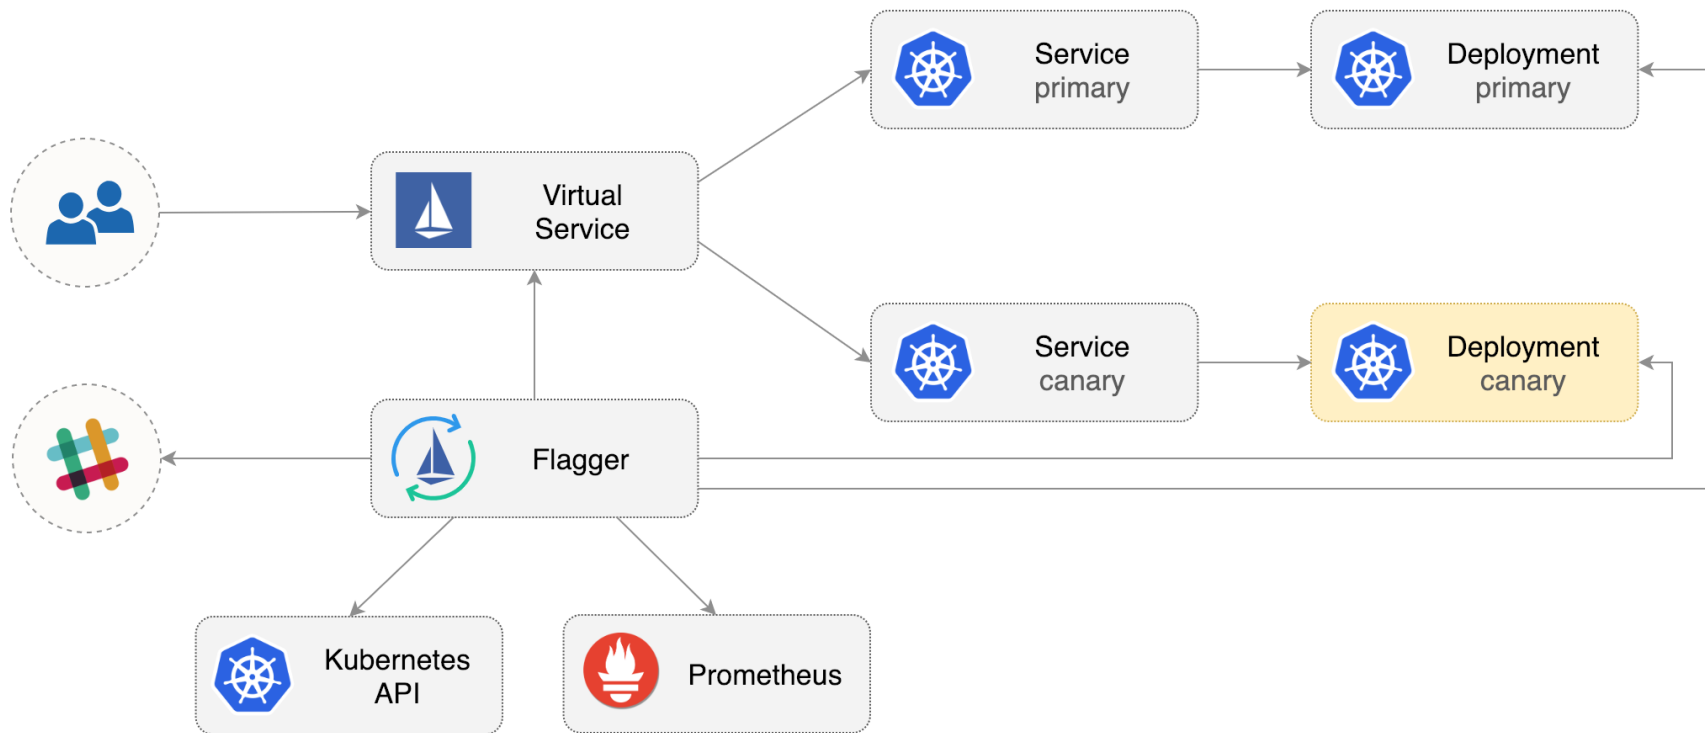 Service
primary
Deployment
primary
Virtual
Service
Service
canary
Deployment
canary
Flagger
Kubernetes
API
Prometheus